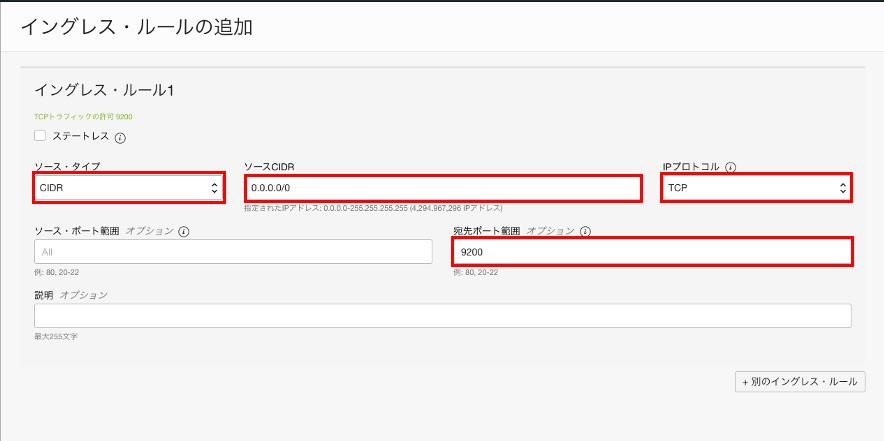 イングレス・ルールの追加
イングレス・ルール1
TCPトラフィックの許可 9200
ステートレス
ソース・タイプ ソースCIDR IPプロトコル
CIDR 0.0.0.0/0 TCP
指定されたIPアドレス: 0.0.0.0-255.255.255.255 (4,294,967,296 IPアドレス)
ソース・ポート範囲 オプション 宛先ポート範囲 オプション
All 9200
例: 80, 20-22 例: 80, 20-22
説明 オプション
最大255文字
+ 別のイングレス・ルール